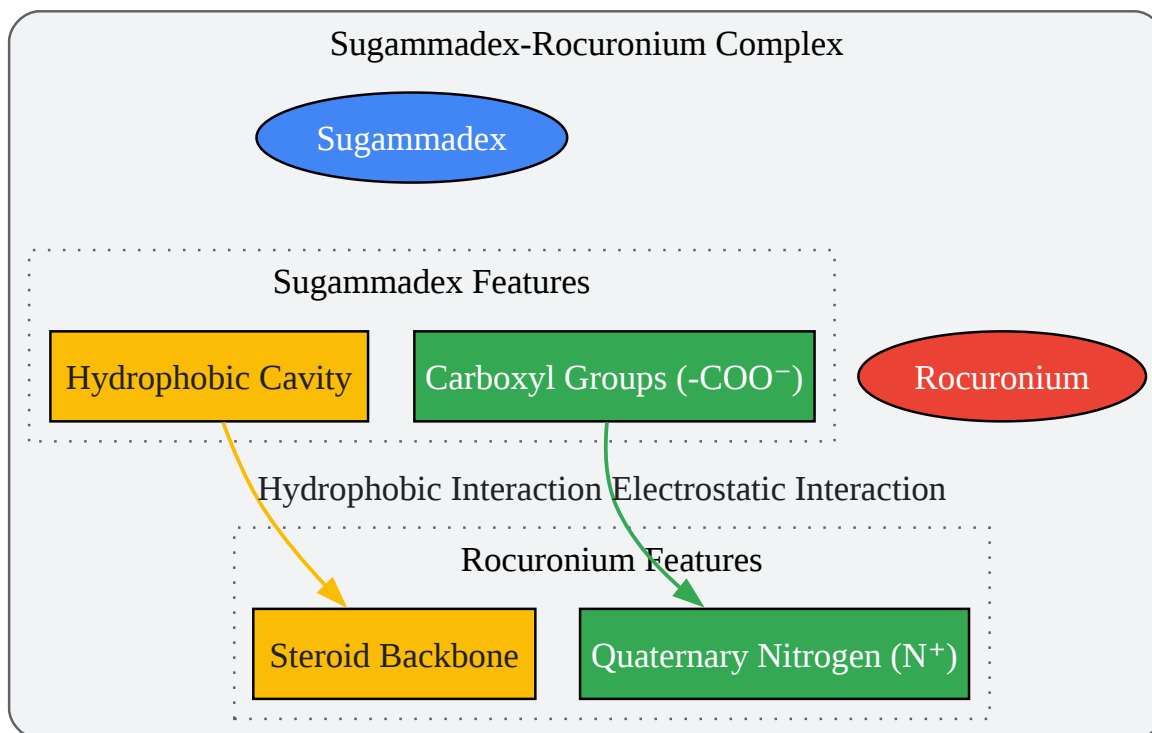 Sugammadex-Rocuronium Complex
Sugammadex
Sugammadex Features
Hydrophobic Cavity
Carboxyl Groups (-COO⁻)
Rocuronium
Hydrophobic Interaction
Electrostatic Interaction
Rocuronium Features
Steroid Backbone
Quaternary Nitrogen (N⁺)